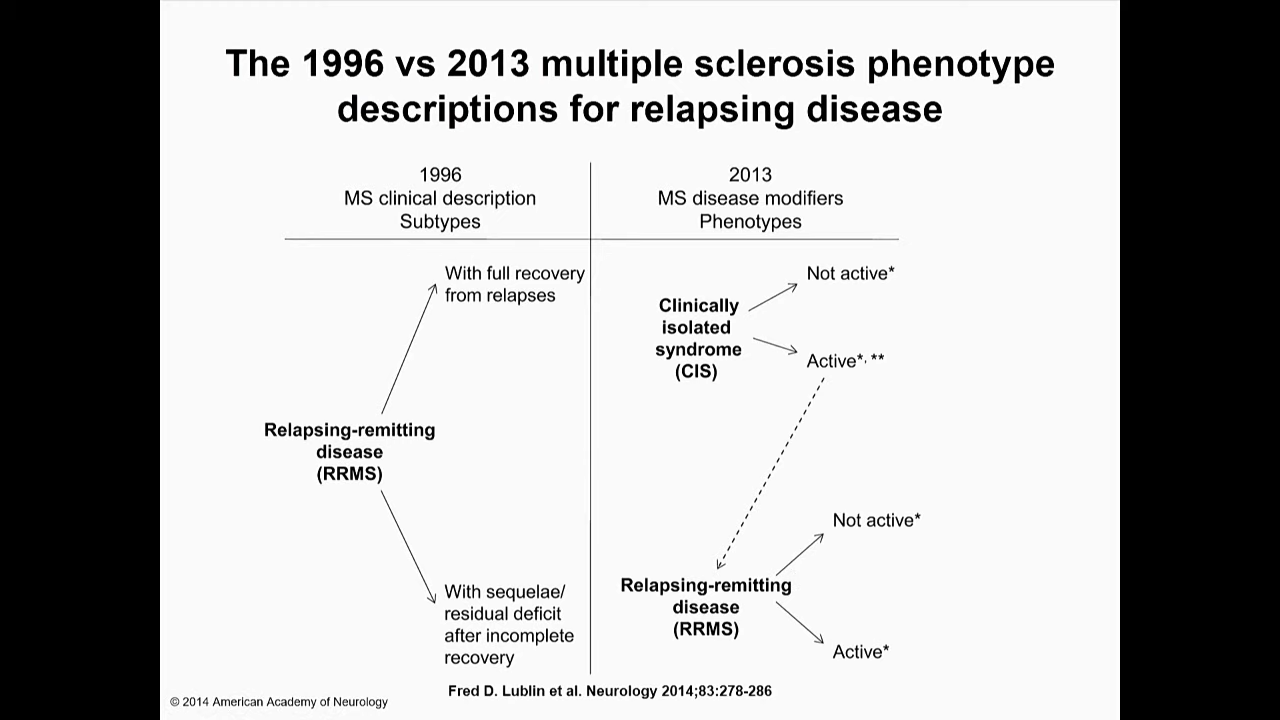 The 1996 vs 2013 multiple sclerosis phenotype
descriptions for relapsing disease
1996
MS clinical description
Subtypes
2013
MS disease modifiers
Phenotypes
With full recovery
from relapses
Relapsing-remitting
disease
(RRMS)
With sequelae/
residual deficit
after incomplete
recovery
Clinically
isolated
syndrome
(CIS)
Not active*
Active*, **
Relapsing-remitting
disease
(RRMS)
Not active*
Active*
Fred D. Lublin et al. Neurology 2014;83:278-286
© 2014 American Academy of Neurology